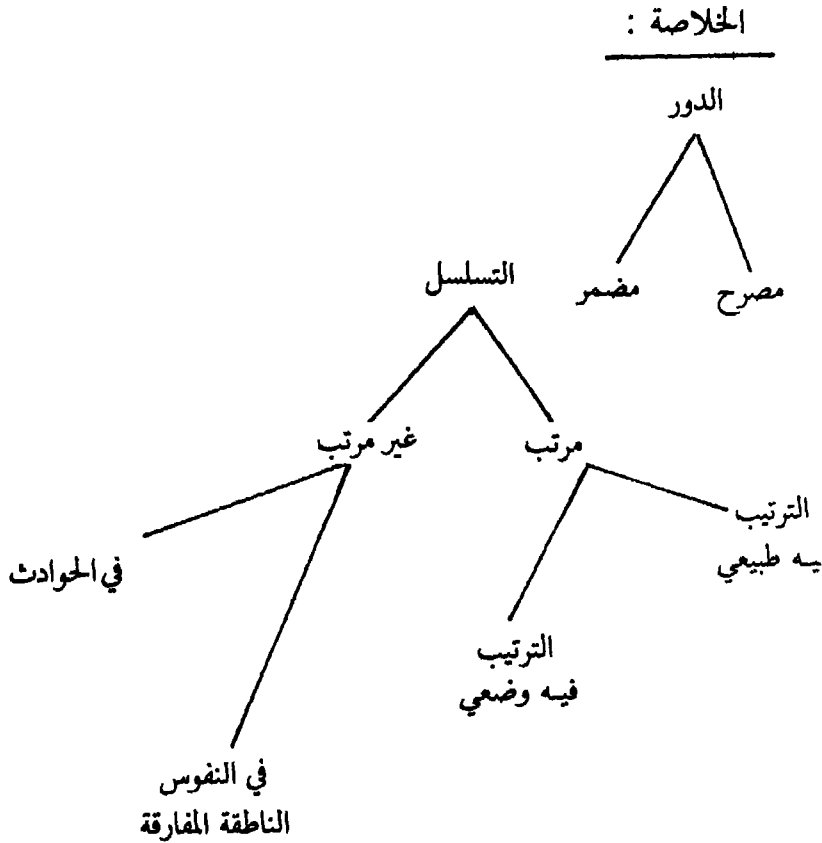 الخلاصة :
الدور
مصرح
مضمر
التسلسل
مرتب
غير مرتب
الترتيب
يه طبيعي
الترتيب
فيه وضعي
في الحوادث
في النفوس
الناطقة المفارقة